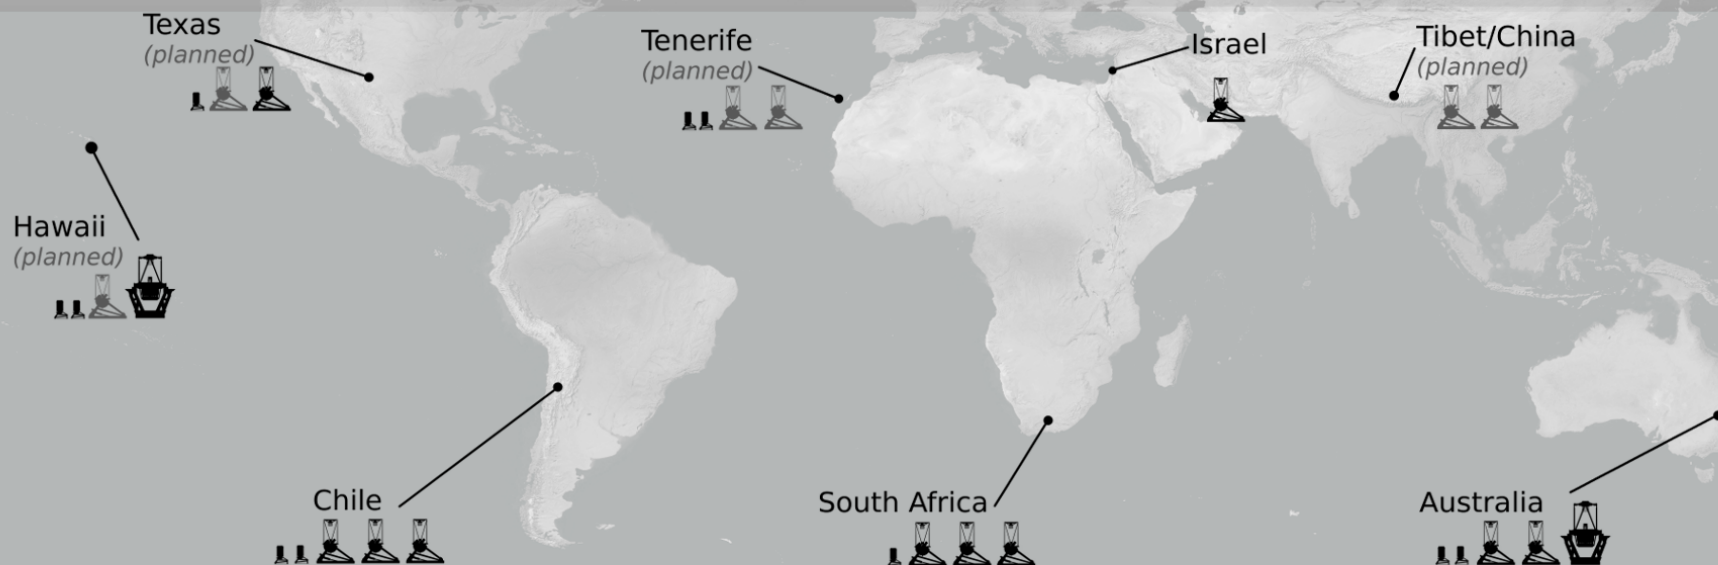 Texas
(planned)
Tenerife
(planned)
Israel
Tibet/China
(planned)
Hawaii
(planned)
Chile
South Africa
Australia